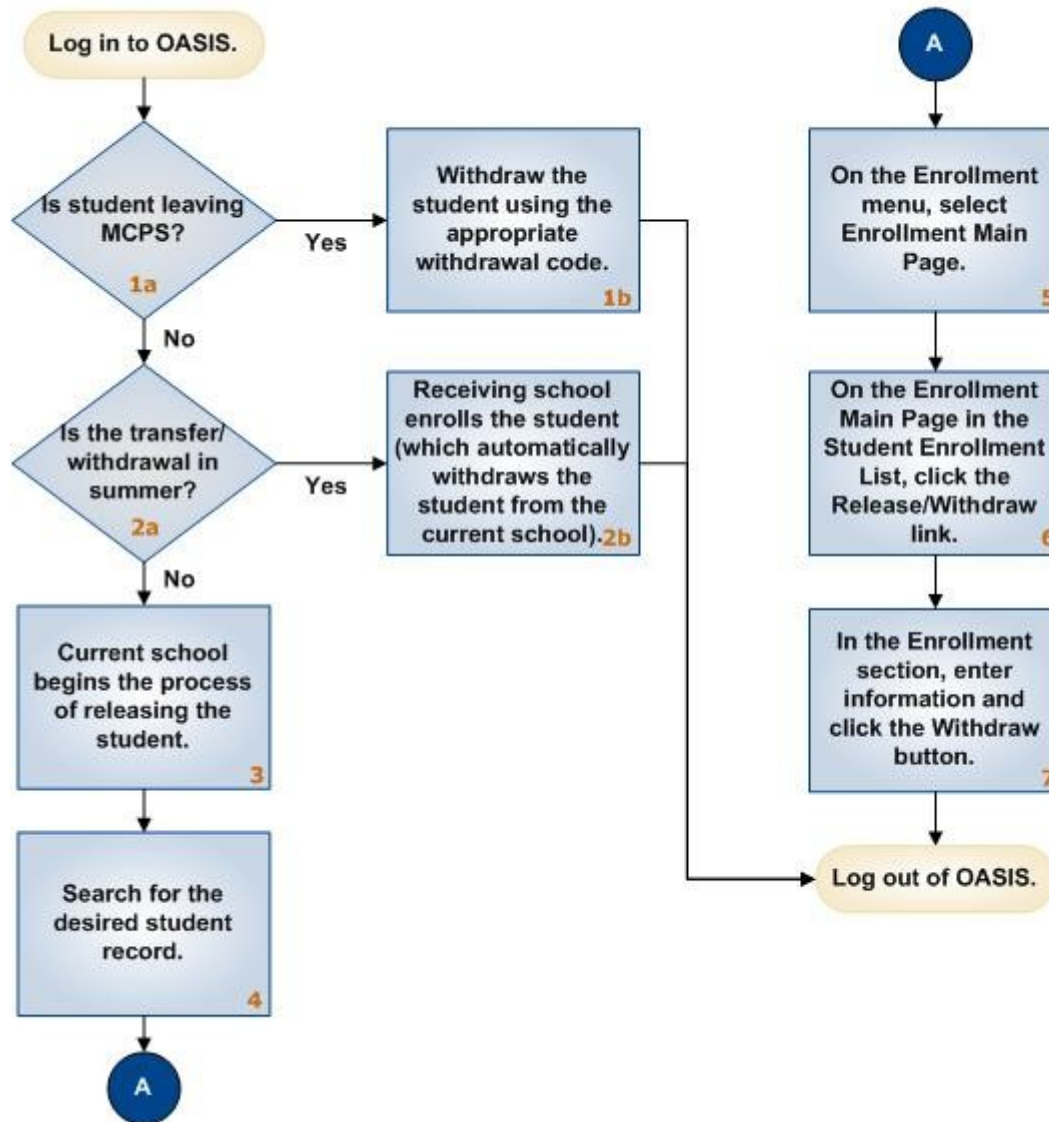 Log in to OASIS.
Is student leaving
MCPS?
1a
Yes
Withdraw the
student using the
appropriate
withdrawal code.
1b
No
Is the transfer/
withdrawal in
summer?
2a
Yes
Receiving school
enrolls the student
(which automatically
withdraws the
student from the
current school).
2b
No
Current school
begins the process
of releasing the
student.
3
Search for the
desired student
record.
4
A
A
On the Enrollment
menu, select
Enrollment Main
Page.
5
On the Enrollment
Main Page in the
Student Enrollment
List, click the
Release/Withdraw
link.
6
In the Enrollment
section, enter
information and
click the Withdraw
button.
7
Log out of OASIS.